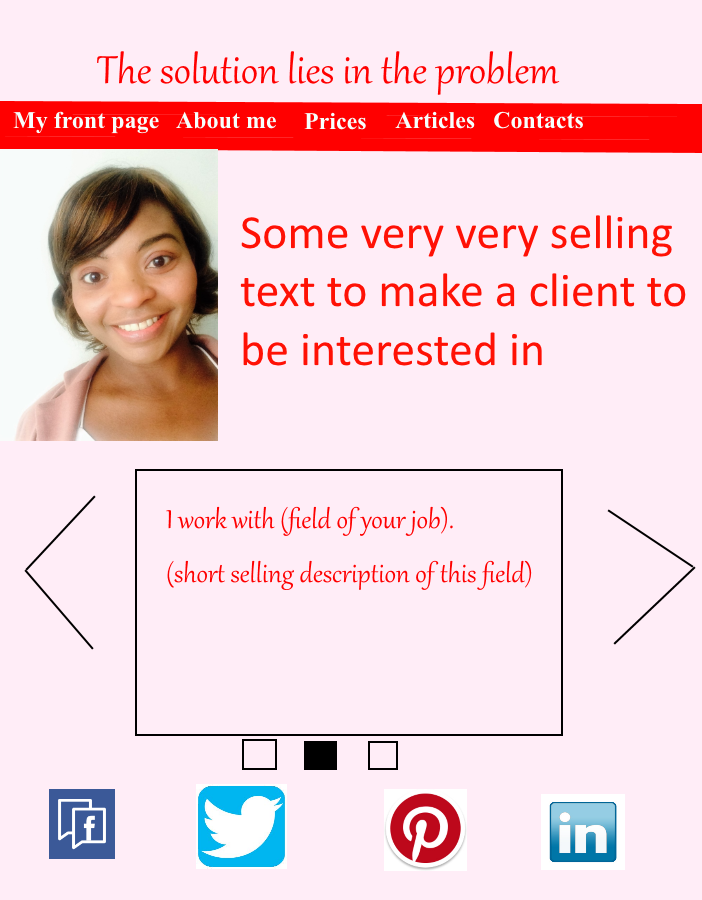 The solution lies in the problem
My front page About me Prices Articles Contacts
Some very very selling
text to make a client to
be interested in
I work with (field of your job).
(short selling description of this field)
f
in